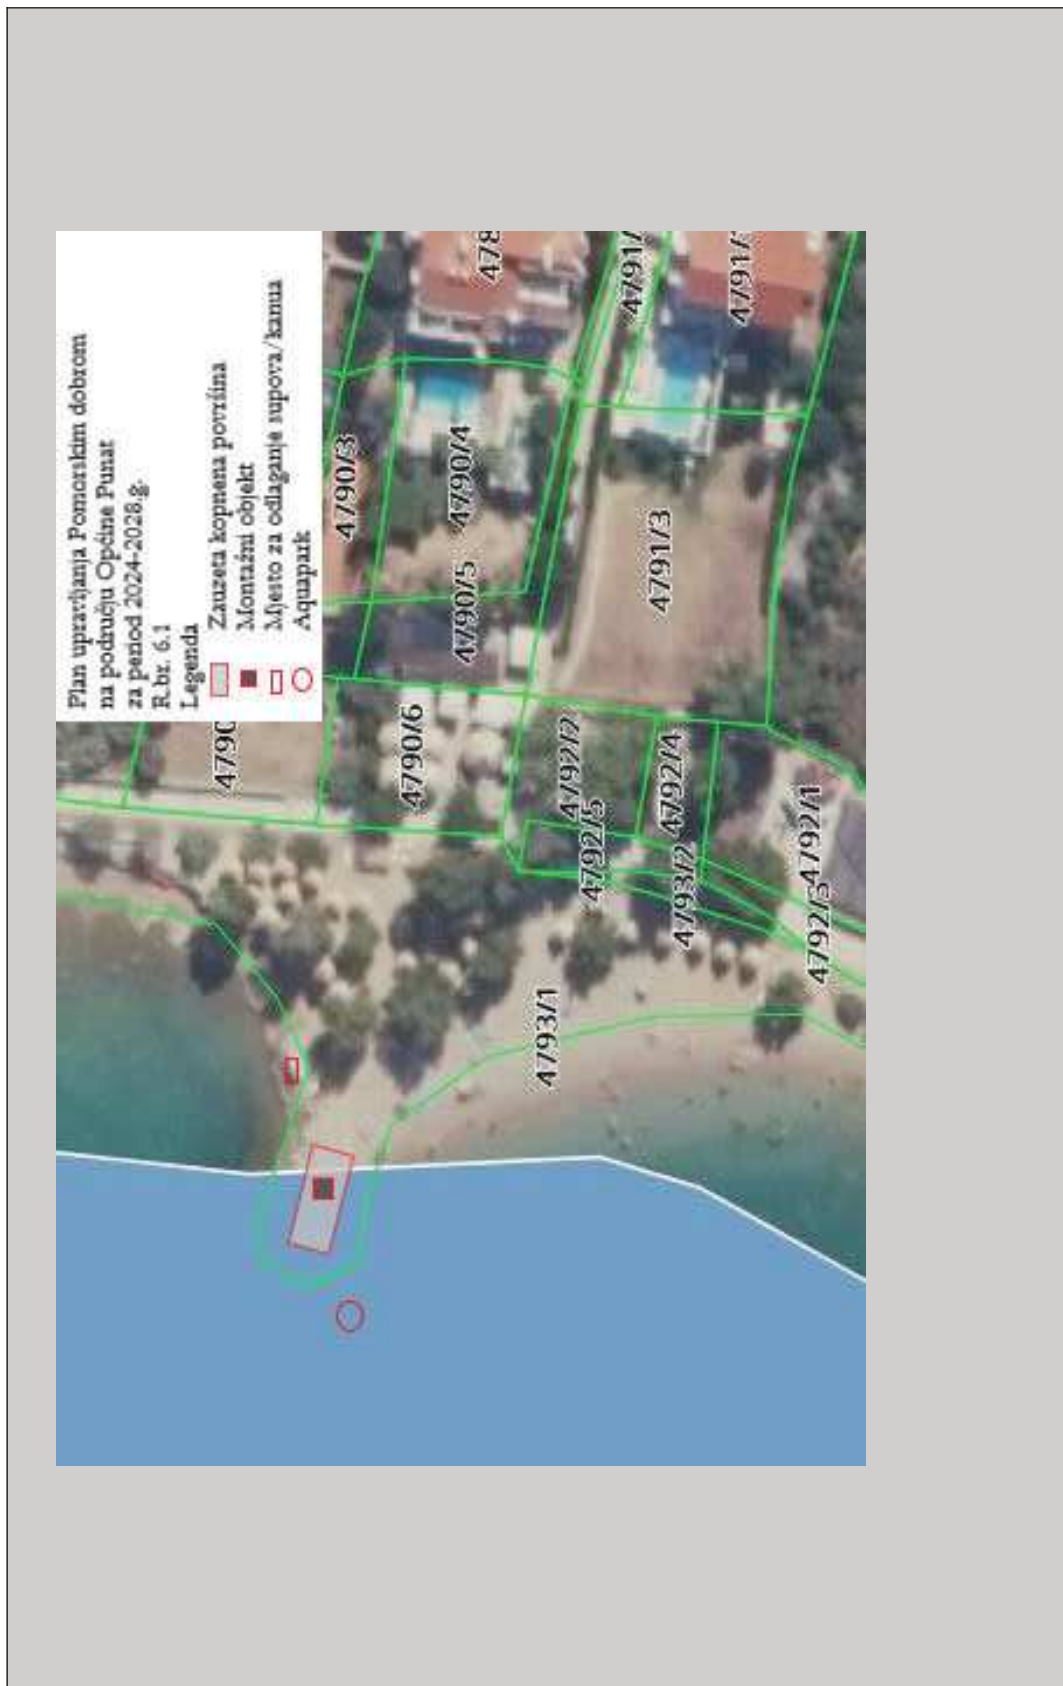 Plan upravljanja Pomorskim dobrom
na području Općine Punat
za period 2024-2028.g.
R.br. 6.1
Legenda
Zauzeta kopnena površina
Montažni objekt
Mjesto za odlaganje supova/kanua
Aquapark
4790/3
4790/4
4790/5
4790/6
4791/3
4792/2
4792/5
4792/4
4793/2
4792/1
4793/1